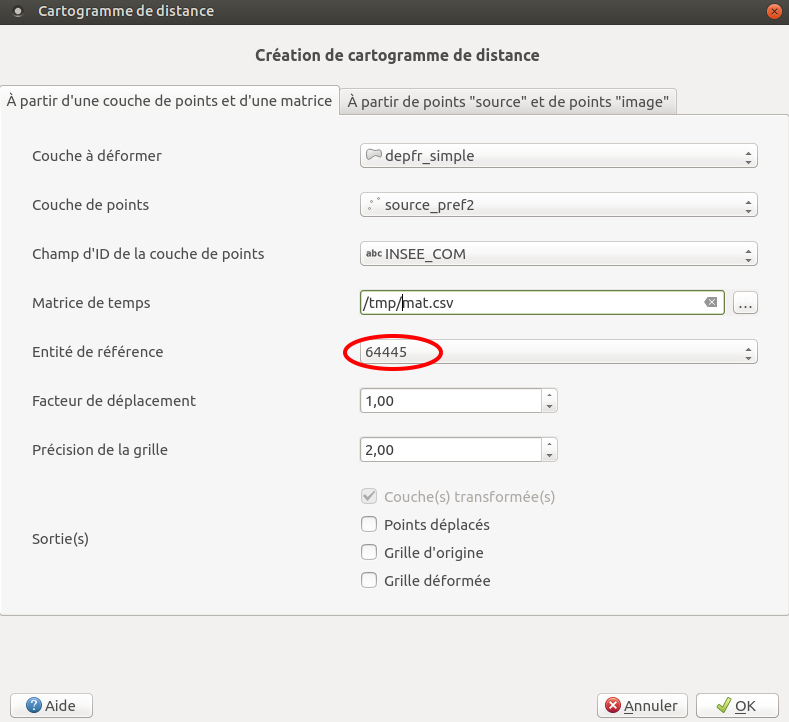 Cartogramme de distance
Création de cartogramme de distance
À partir d'une couche de points et d'une matrice
À partir de points "source" et de points "image"
Couche à déformer
depfr_simple
Couche de points
source_pref2
Champ d'ID de la couche de points
abc INSEE_COM
Matrice de temps
/tmp/mat.csv
...
Entité de référence
64445
Facteur de déplacement
1,00
Précision de la grille
2,00
Couche(s) transformée(s)
Points déplacés
Sortie(s)
Grille d'origine
Grille déformée
Aide
Annuler
OK